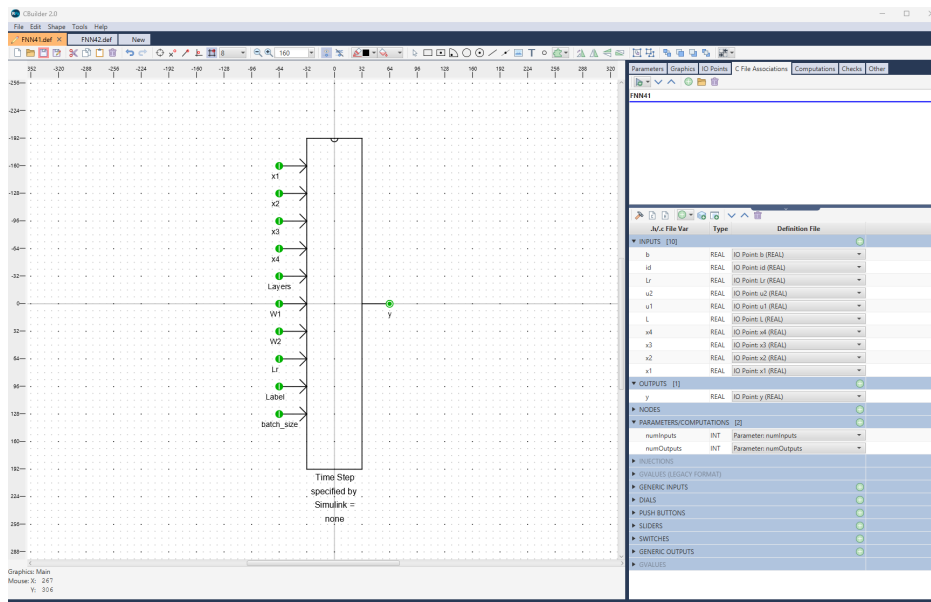 CBuilder 2.0
File Edit Shape Tools Help
FNN41.def × FNN42.def New
8 160
352 -320 -288 -256 -224 -192 -160 -128 -96 -64 -32 0 32 64 96 128 160 192 224 256 288 320
-256
-224
-192
-160
-128
-96
-64
-32
0
32
64
96
128
160
192
224
256
288
x1
x2
x3
x4
Layers
W1
W2
Lr
Label
batch_size
y
Time Step
specified by
Simulink =
none
Graphics: Main
Mouse: X: 267
Y: 306
Parameters Graphics IO Points C File Associations Computations Checks Other
FNN41
.h/.c File Var Type Definition File
INPUTS [10]
b REAL IO Point: b (REAL)
id REAL IO Point: id (REAL)
Lr REAL IO Point: Lr (REAL)
u2 REAL IO Point: u2 (REAL)
u1 REAL IO Point: u1 (REAL)
L REAL IO Point: L (REAL)
x4 REAL IO Point: x4 (REAL)
x3 REAL IO Point: x3 (REAL)
x2 REAL IO Point: x2 (REAL)
x1 REAL IO Point: x1 (REAL)
OUTPUTS [1]
y REAL IO Point: y (REAL)
NODES
PARAMETERS/COMPUTATIONS [2]
numInputs INT Parameter: numInputs
numOutputs INT Parameter: numOutputs
INJECTIONS
GVALUES (LEGACY FORMAT)
GENERIC INPUTS
DIALS
PUSH BUTTONS
SLIDERS
SWITCHES
GENERIC OUTPUTS
GVALUES